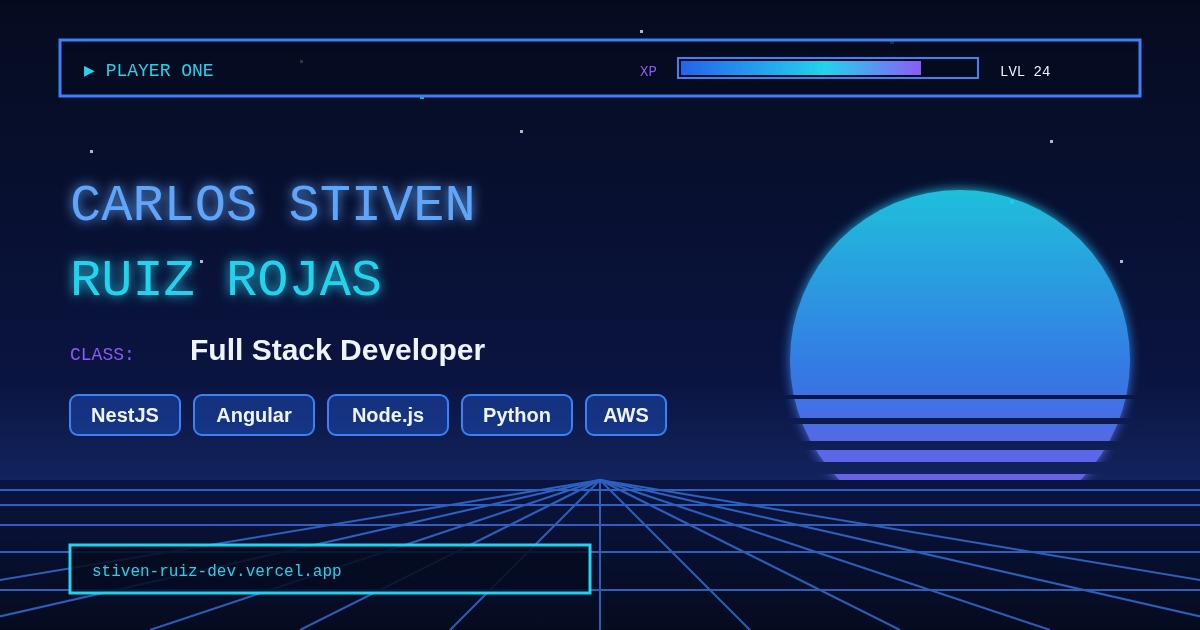 ▶ PLAYER ONE XP LVL 24
CARLOS STIVEN
RUIZ ROJAS
CLASS: Full Stack Developer
NestJS Angular Node.js Python AWS
stiven-ruiz-dev.vercel.app